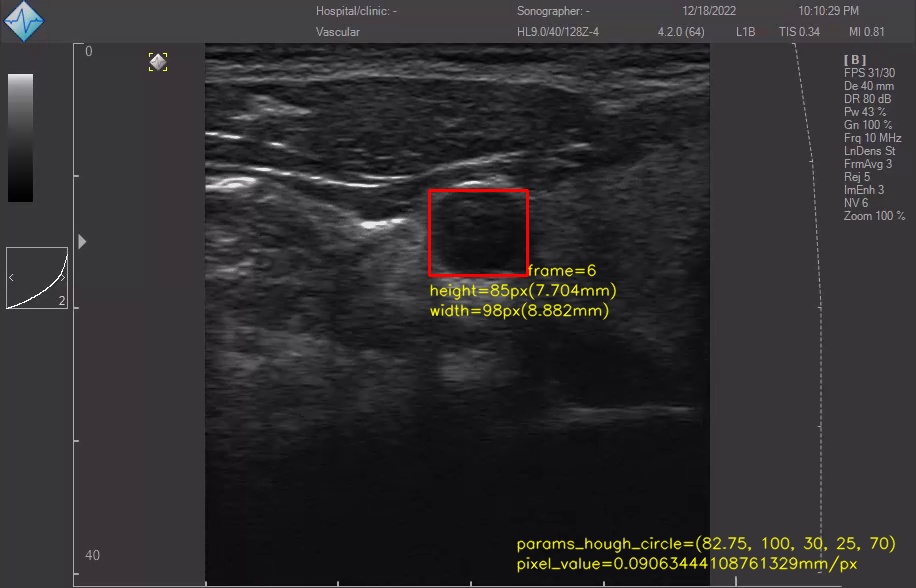 Hospital/clinic: - Sonographer: - 12/18/2022 10:10:29 PM
Vascular HL9.0/40/128Z-4 4.2.0 (64) L1B TIS 0.34 MI 0.81
0
[ B ]
FPS 31/30
De 40 mm
DR 80 dB
Pw 43 %
Gn 100 %
Frq 10 MHz
LnDens St
FrmAvg 3
Rej 5
ImEnh 3
NV 6
Zoom 100 %
2
frame=6
height=85px(7.704mm)
width=98px(8.882mm)
40
params_hough_circle=(82.75, 100, 30, 25, 70)
pixel_value=0.09063444108761329mm/px